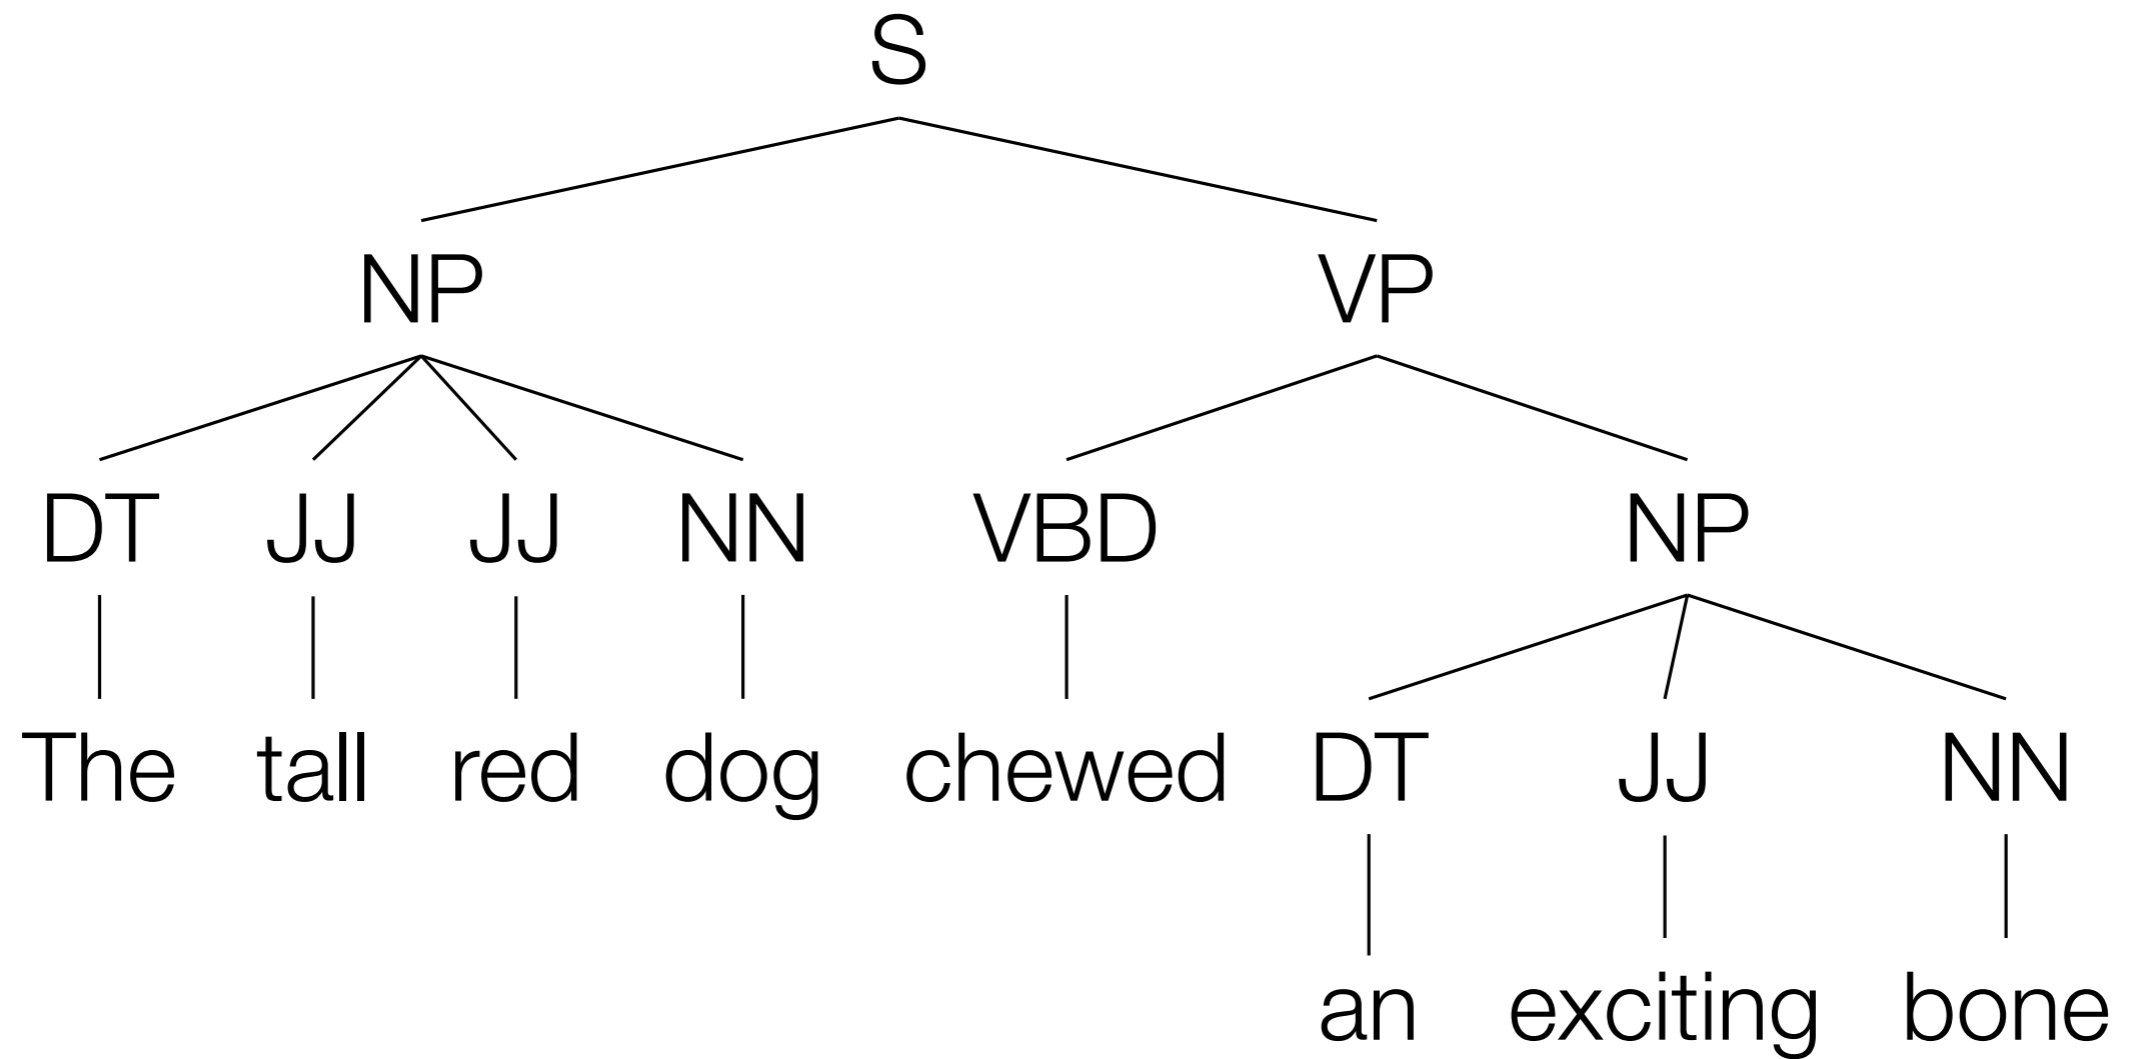 S
NP VP
DT JJ JJ NN VBD NP
The tall red dog chewed DT JJ NN
an exciting bone